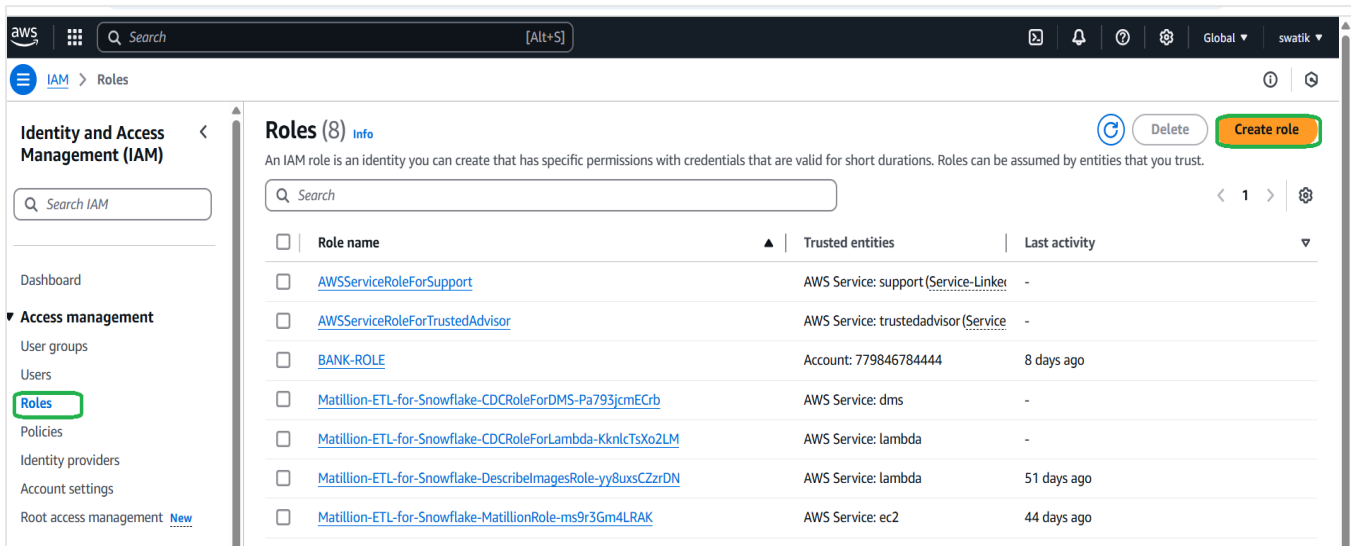 aws Search [Alt+S] Global swatik
IAM > Roles
Identity and Access
Management (IAM)
Search IAM
Dashboard
Access management
User groups
Users
Roles
Policies
Identity providers
Account settings
Root access management New
Roles (8) Info
Delete
Create role
An IAM role is an identity you can create that has specific permissions with credentials that are valid for short durations. Roles can be assumed by entities that you trust.
Search
1
Role name Trusted entities Last activity
AWSServiceRoleForSupport AWS Service: support (Service-Linked -
AWSServiceRoleForTrustedAdvisor AWS Service: trustedadvisor (Service -
BANK-ROLE Account: 779846784444 8 days ago
Matillion-ETL-for-Snowflake-CDCRoleForDMS-Pa793jcmECrb AWS Service: dms -
Matillion-ETL-for-Snowflake-CDCRoleForLambda-KknlcTsXo2LM AWS Service: lambda -
Matillion-ETL-for-Snowflake-DescribeImagesRole-yy8uxsCZzrDN AWS Service: lambda 51 days ago
Matillion-ETL-for-Snowflake-MatillionRole-ms9r3Gm4LRAK AWS Service: ec2 44 days ago